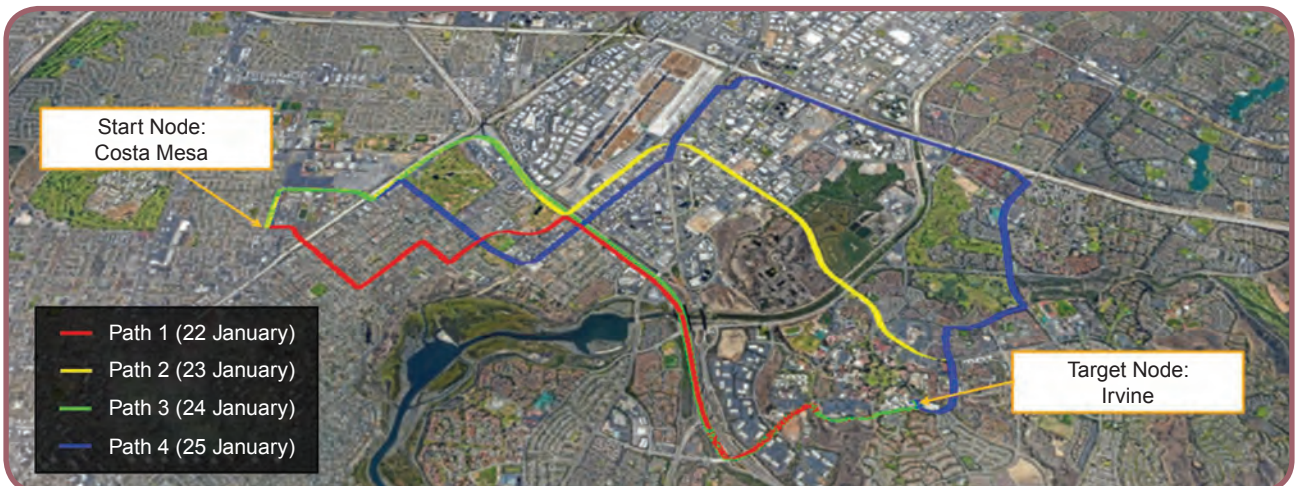 Start Node:
Costa Mesa
Path 1 (22 January)
Path 2 (23 January)
Path 3 (24 January)
Path 4 (25 January)
Target Node:
Irvine